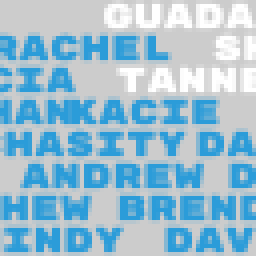 GUADA
RACHEL SH
CIA TANNE
HANKACIE
HASITY DA
ANDREW D
HEW BREND
INDY DAV